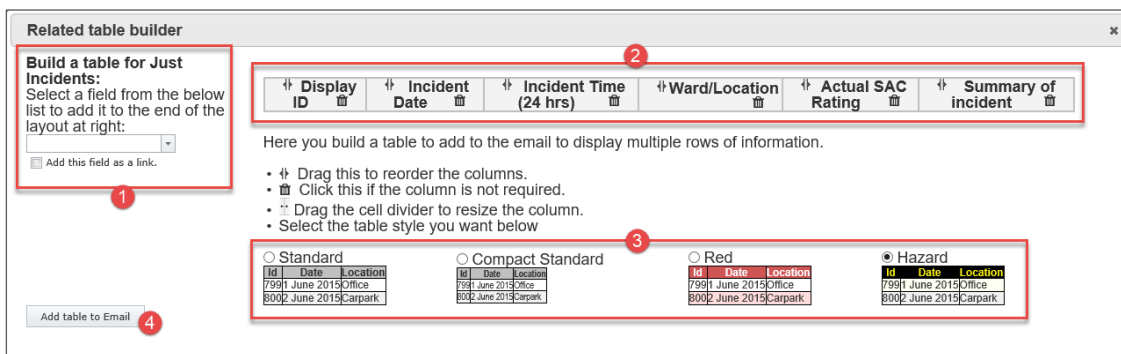 Related table builder
Build a table for Just
Incidents:
Select a field from the below
list to add it to the end of the
layout at right:
Add this field as a link.
1
2
Display ID
Incident Date
Incident Time (24 hrs)
Ward/Location
Actual SAC Rating
Summary of incident
Here you build a table to add to the email to display multiple rows of information.
• Drag this to reorder the columns.
• Click this if the column is not required.
• Drag the cell divider to resize the column.
• Select the table style you want below
3
Standard
Id Date Location
799 1 June 2015 Office
800 2 June 2015 Carpark
Compact Standard
Id Date Location
799 1 June 2015 Office
800 2 June 2015 Carpark
Red
Id Date Location
799 1 June 2015 Office
800 2 June 2015 Carpark
Hazard
Id Date Location
799 1 June 2015 Office
800 2 June 2015 Carpark
Add table to Email
4